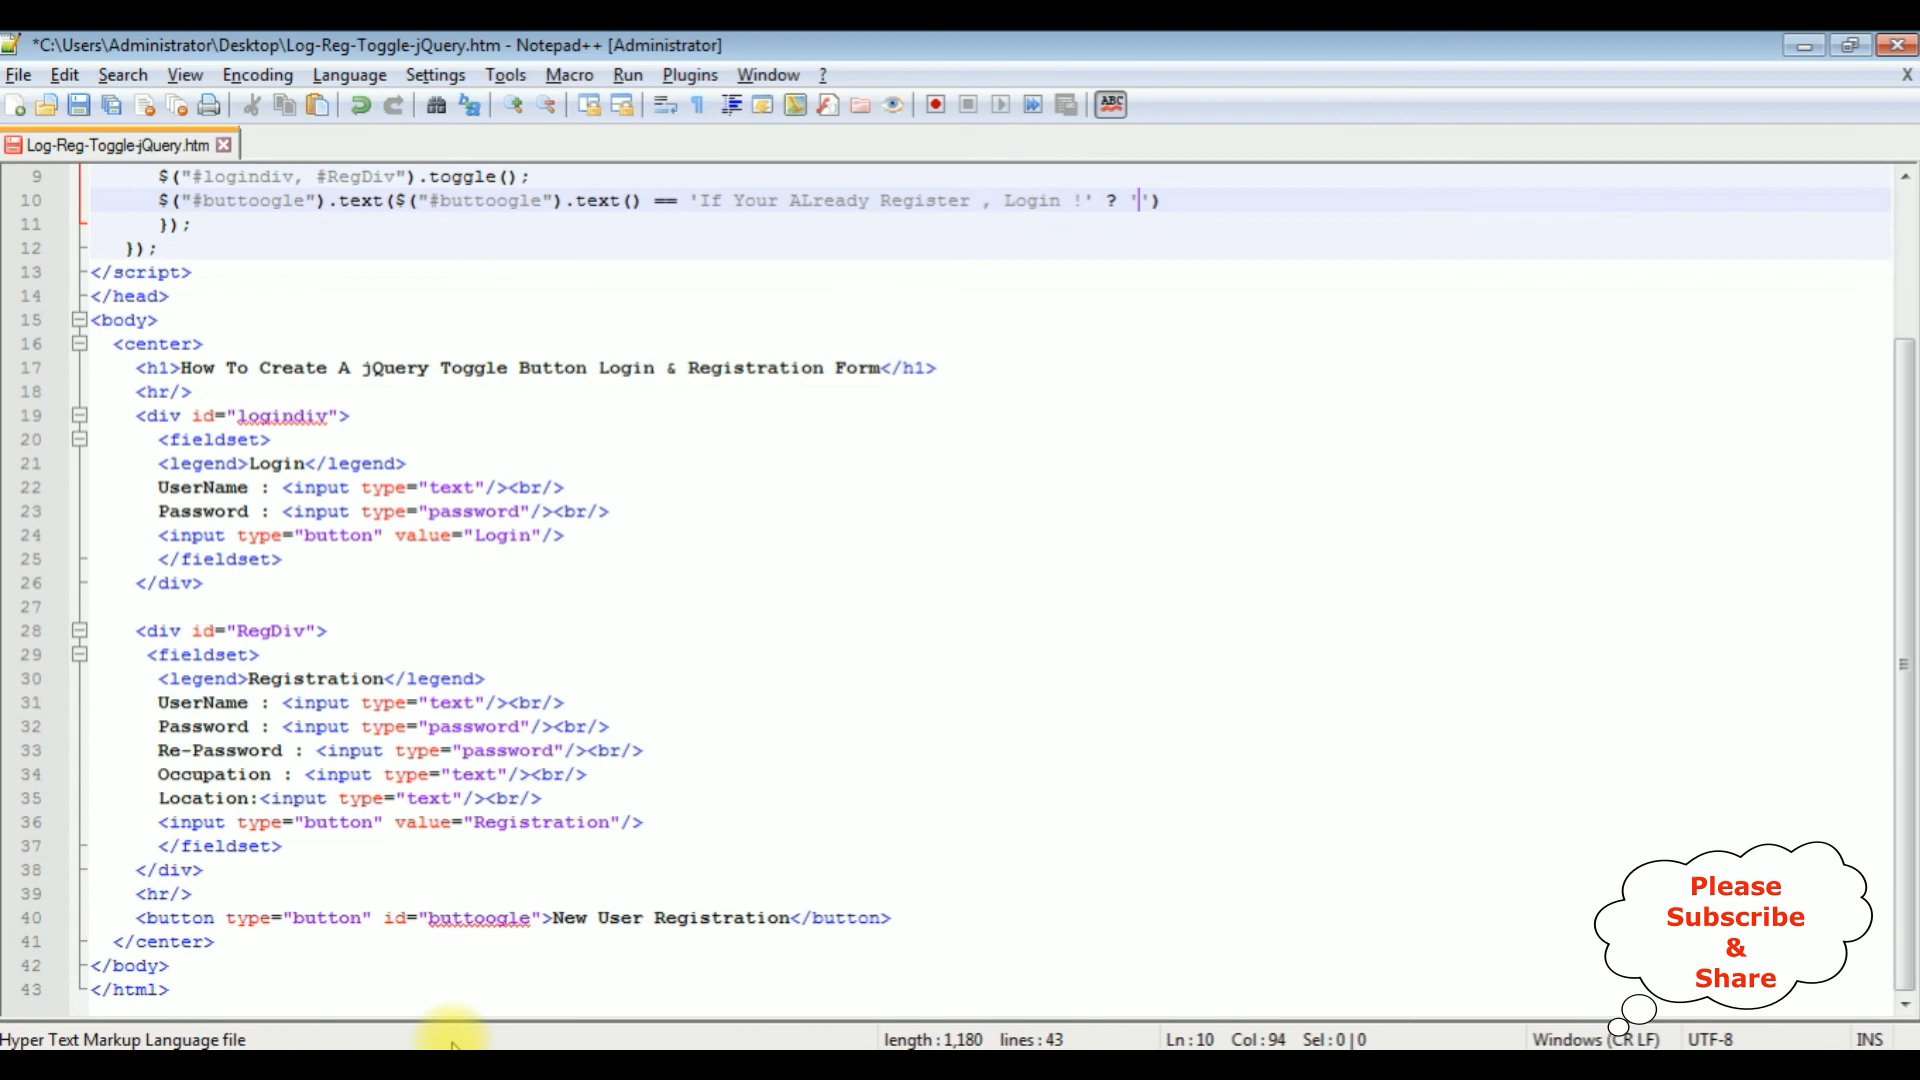 *C:\Users\Administrator\Desktop\Log-Reg-Toggle-jQuery.htm - Notepad++ [Administrator]
File Edit Search View Encoding Language Settings Tools Macro Run Plugins Window ? X
ABC
Log-Reg-Toggle-jQuery.htm
9 $("#logindiv, #RegDiv").toggle();
10 $("#buttoogle").text($("#buttoogle").text() == 'If Your ALready Register , Login !' ? '')
11 });
12 });
13 </script>
14 </head>
15 <body>
16 <center>
17 <h1>How To Create A jQuery Toggle Button Login & Registration Form</h1>
18 <hr/>
19 <div id="logindiv">
20 <fieldset>
21 <legend>Login</legend>
22 UserName : <input type="text"/><br/>
23 Password : <input type="password"/><br/>
24 <input type="button" value="Login"/>
25 </fieldset>
26 </div>
27
28 <div id="RegDiv">
29 <fieldset>
30 <legend>Registration</legend>
31 UserName : <input type="text"/><br/>
32 Password : <input type="password"/><br/>
33 Re-Password : <input type="password"/><br/>
34 Occupation : <input type="text"/><br/>
35 Location:<input type="text"/><br/>
36 <input type="button" value="Registration"/>
37 </fieldset>
38 </div>
39 <hr/>
40 <button type="button" id="buttoogle">New User Registration</button>
41 </center>
42 </body>
43 </html>
Please
Subscribe
&
Share
Hyper Text Markup Language file length : 1,180 lines : 43 Ln : 10 Col : 94 Sel : 0 | 0 Windows (CR LF) UTF-8 INS